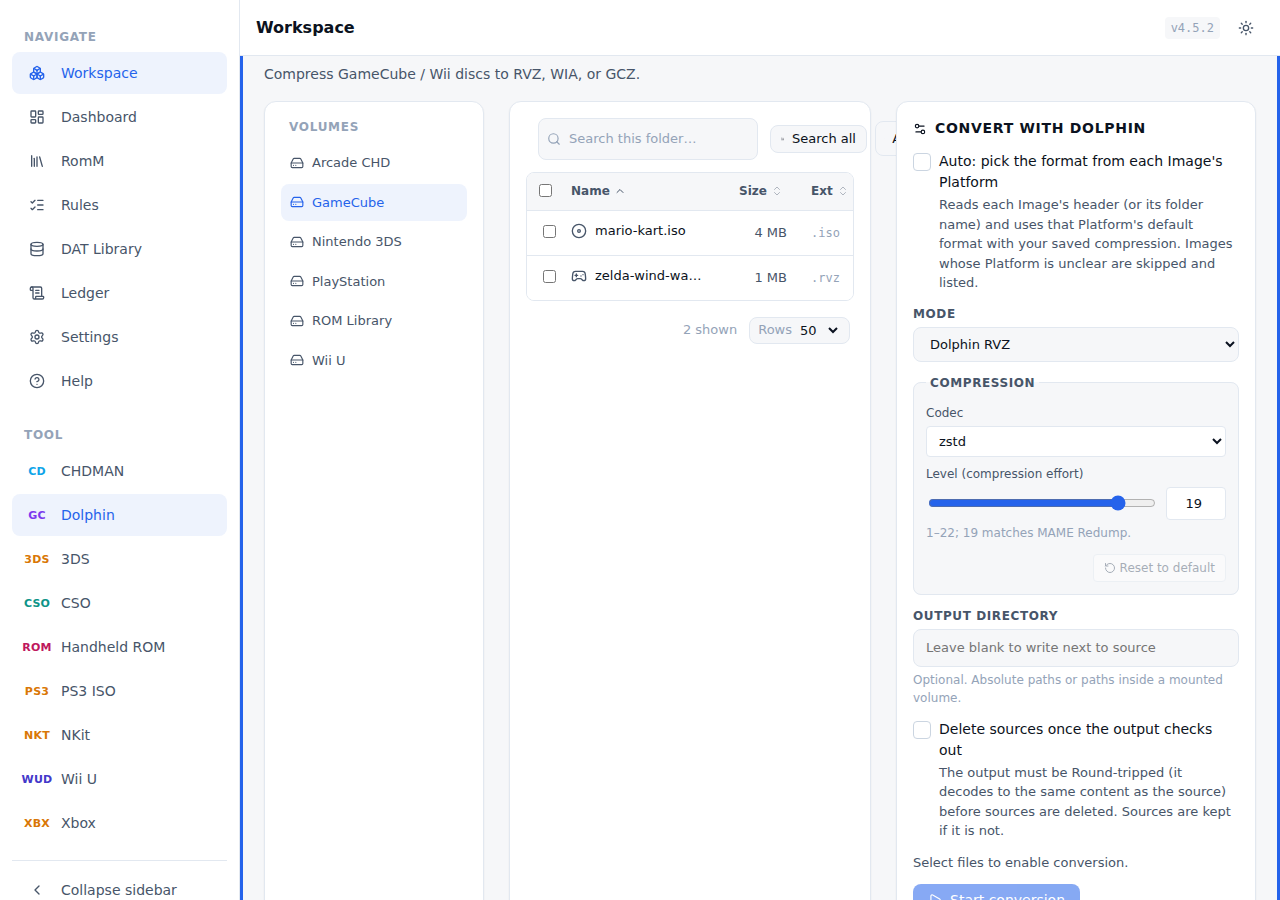 NAVIGATE
Workspace
Dashboard
RomM
Rules
DAT Library
Ledger
Settings
Help
TOOL
CD CHDMAN
GC Dolphin
3DS 3DS
CSO CSO
ROM Handheld ROM
PS3 PS3 ISO
NKT NKit
WUD Wii U
XBX Xbox
Collapse sidebar
Workspace
v4.5.2
Compress GameCube / Wii discs to RVZ, WIA, or GCZ.
VOLUMES
Arcade CHD
GameCube
Nintendo 3DS
PlayStation
ROM Library
Wii U
Search this folder…
Search all
Name Size Ext
mario-kart.iso 4 MB .iso
zelda-wind-wa… 1 MB .rvz
2 shown Rows 50
CONVERT WITH DOLPHIN
Auto: pick the format from each Image's
Platform
Reads each Image's header (or its folder
name) and uses that Platform's default
format with your saved compression. Images
whose Platform is unclear are skipped and
listed.
MODE
Dolphin RVZ
COMPRESSION
Codec
zstd
Level (compression effort)
19
1–22; 19 matches MAME Redump.
Reset to default
OUTPUT DIRECTORY
Leave blank to write next to source
Optional. Absolute paths or paths inside a mounted
volume.
Delete sources once the output checks
out
The output must be Round-tripped (it
decodes to the same content as the source)
before sources are deleted. Sources are kept
if it is not.
Select files to enable conversion.
Start conversion